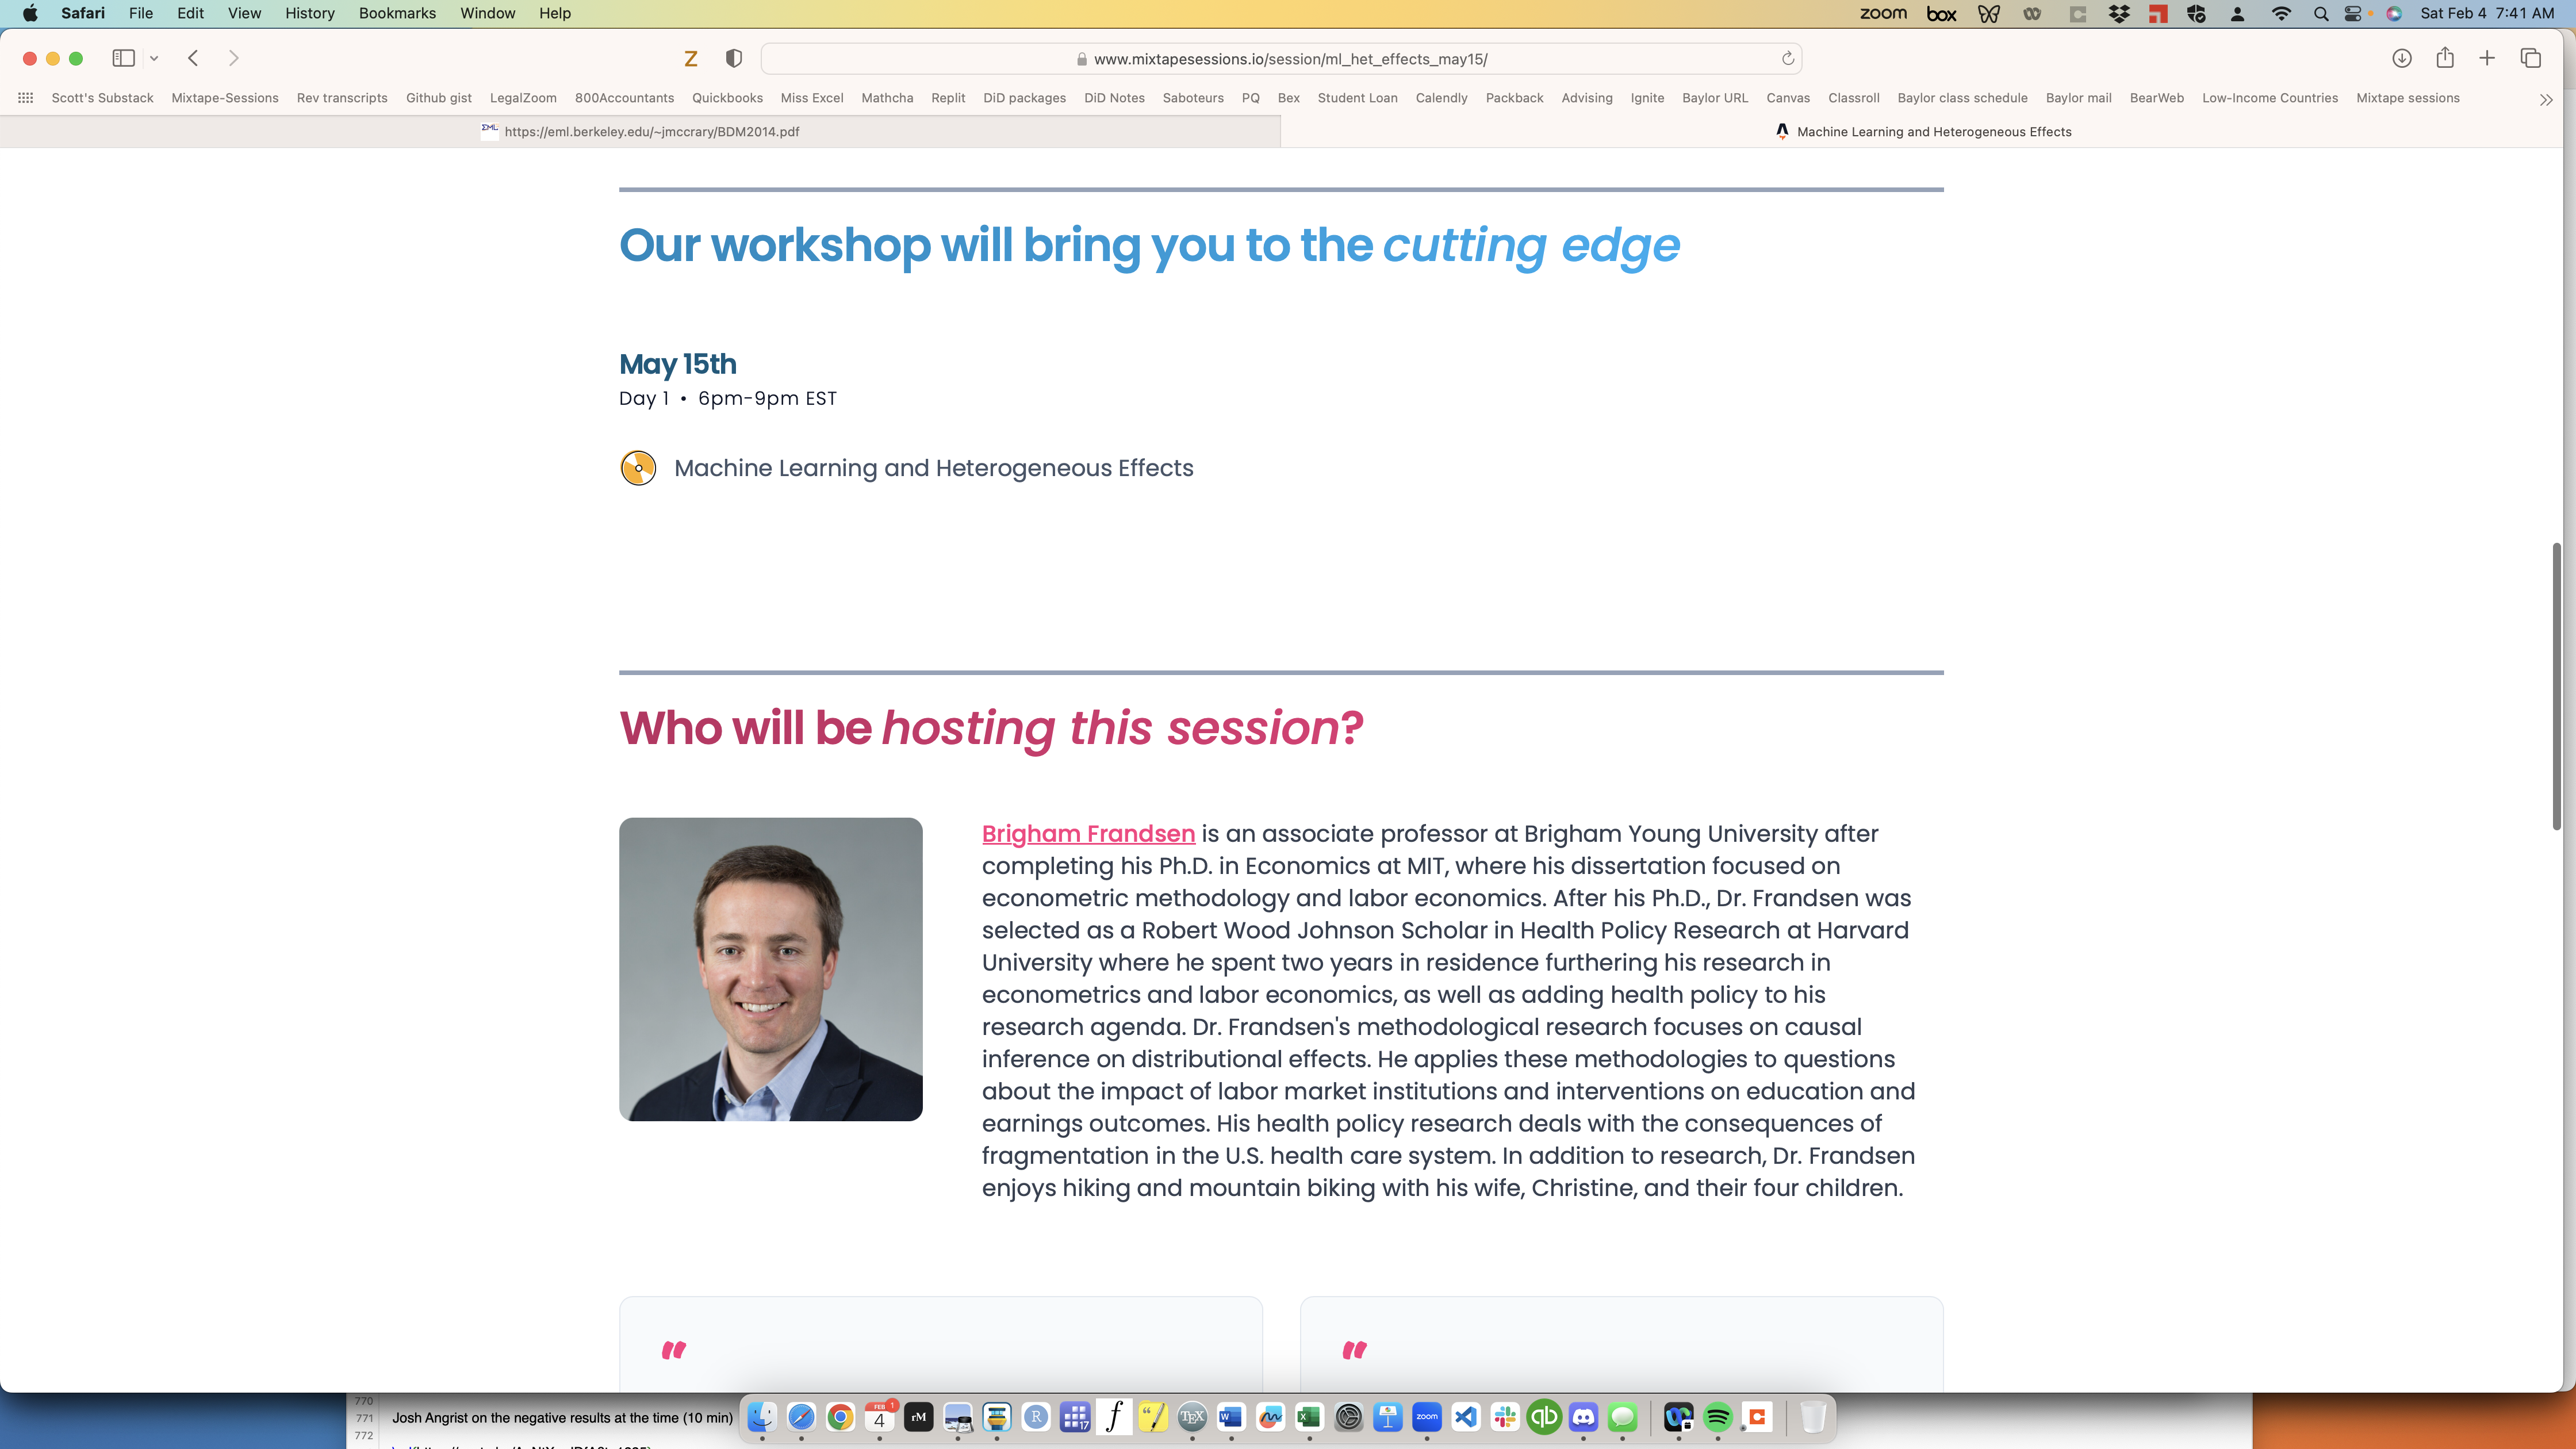 Safari File Edit View History Bookmarks Window Help
zoom box Sat Feb 4 7:41 AM
Z www.mixtapesessions.io/session/ml_het_effects_may15/
Scott's Substack Mixtape-Sessions Rev transcripts Github gist LegalZoom 800Accountants Quickbooks Miss Excel Mathcha Replit DiD packages DiD Notes Saboteurs PQ Bex Student Loan Calendly Packback Advising Ignite Baylor URL Canvas Classroll Baylor class schedule Baylor mail BearWeb Low-Income Countries Mixtape sessions
https://eml.berkeley.edu/~jmccrary/BDM2014.pdf
Machine Learning and Heterogeneous Effects
Our workshop will bring you to the cutting edge
May 15th
Day 1 • 6pm-9pm EST
Machine Learning and Heterogeneous Effects
Who will be hosting this session?
Brigham Frandsen is an associate professor at Brigham Young University after
completing his Ph.D. in Economics at MIT, where his dissertation focused on
econometric methodology and labor economics. After his Ph.D., Dr. Frandsen was
selected as a Robert Wood Johnson Scholar in Health Policy Research at Harvard
University where he spent two years in residence furthering his research in
econometrics and labor economics, as well as adding health policy to his
research agenda. Dr. Frandsen's methodological research focuses on causal
inference on distributional effects. He applies these methodologies to questions
about the impact of labor market institutions and interventions on education and
earnings outcomes. His health policy research deals with the consequences of
fragmentation in the U.S. health care system. In addition to research, Dr. Frandsen
enjoys hiking and mountain biking with his wife, Christine, and their four children.
770
771 Josh Angrist on the negative results at the time (10 min)
772
FEB 4 1 rM R 17 f TEX W X zoom qb C